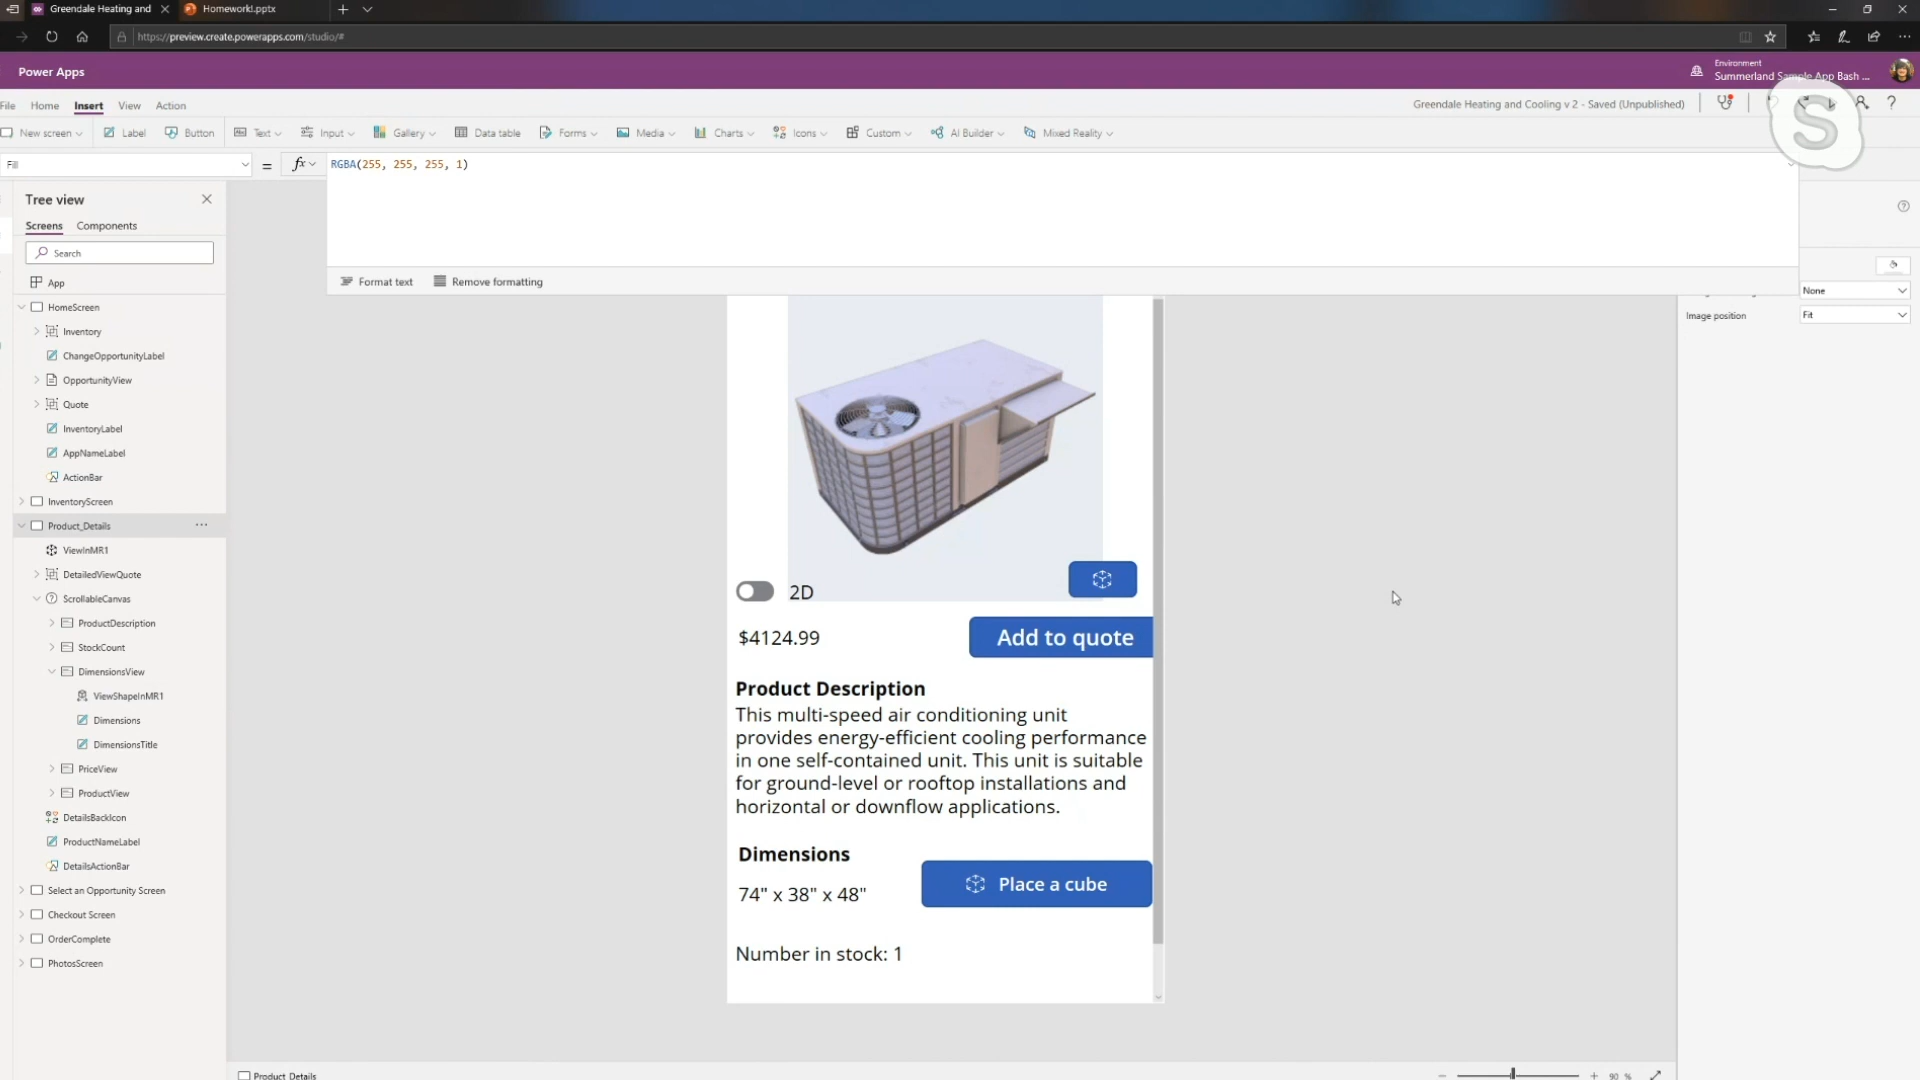 Greendale Heating and
Homework!.pptx
https://preview.create.powerapps.com/studio/#
Power Apps
Environment
Summerland Sample App Bash ...
File Home Insert View Action
Greendale Heating and Cooling v 2 - Saved (Unpublished)
New screen Label Button Text Input Gallery Data table Forms Media Charts Icons Custom AI Builder Mixed Reality
Fill = fx RGBA(255, 255, 255, 1)
Format text Remove formatting
Tree view
Screens Components
Search
App
HomeScreen
Inventory
ChangeOpportunityLabel
OpportunityView
Quote
InventoryLabel
AppNameLabel
ActionBar
InventoryScreen
Product_Details ...
ViewInMR1
DetailedViewQuote
ScrollableCanvas
ProductDescription
StockCount
DimensionsView
ViewShapeInMR1
Dimensions
DimensionsTitle
PriceView
ProductView
DetailsBackIcon
ProductNameLabel
DetailsActionBar
Select an Opportunity Screen
Checkout Screen
OrderComplete
PhotosScreen
2D
$4124.99
Add to quote
Product Description
This multi-speed air conditioning unit
provides energy-efficient cooling performance
in one self-contained unit. This unit is suitable
for ground-level or rooftop installations and
horizontal or downflow applications.
Dimensions
74" x 38" x 48"
Place a cube
Number in stock: 1
None
Image position Fit
Product_Details
90 %